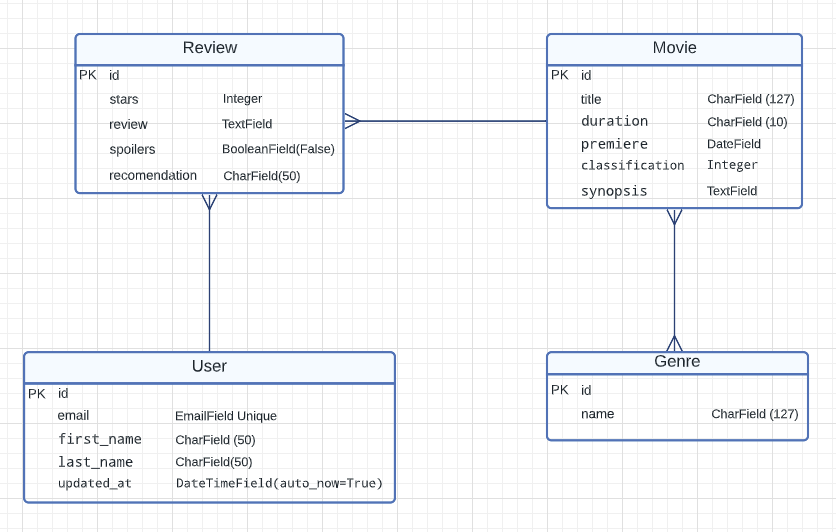 Review
PK id
stars Integer
review TextField
spoilers BooleanField(False)
recomendation CharField(50)
Movie
PK id
title CharField (127)
duration CharField (10)
premiere DateField
classification Integer
synopsis TextField
User
PK id
email EmailField Unique
first_name CharField (50)
last_name CharField(50)
updated_at DateTimeField(auto_now=True)
Genre
PK id
name CharField (127)